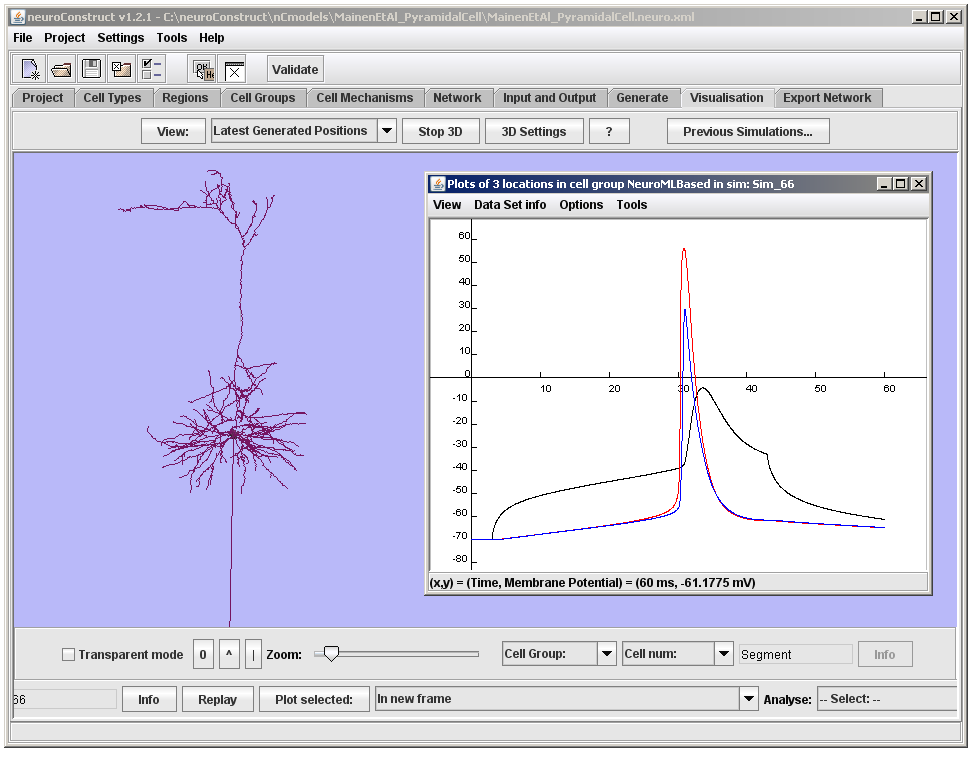 neuroConstruct v1.2.1 - C:\neuroConstruct\nCmodels\MainenEtAl_PyramidalCell\MainenEtAl_PyramidalCell.neuro.xml
File Project Settings Tools Help
Validate
Project Cell Types Regions Cell Groups Cell Mechanisms Network Input and Output Generate Visualisation Export Network
View: Latest Generated Positions Stop 3D 3D Settings ? Previous Simulations...
Plots of 3 locations in cell group NeuroMLBased in sim: Sim_66
View Data Set info Options Tools
60
50
40
30
20
10
0
10 20 30 40 50 60
-10
-20
-30
-40
-50
-60
-70
-80
(x,y) = (Time, Membrane Potential) = (60 ms, -61.1775 mV)
Transparent mode 0 ^ | Zoom: Cell Group: Cell num: Segment Info
66 Info Replay Plot selected: In new frame Analyse: -- Select: --